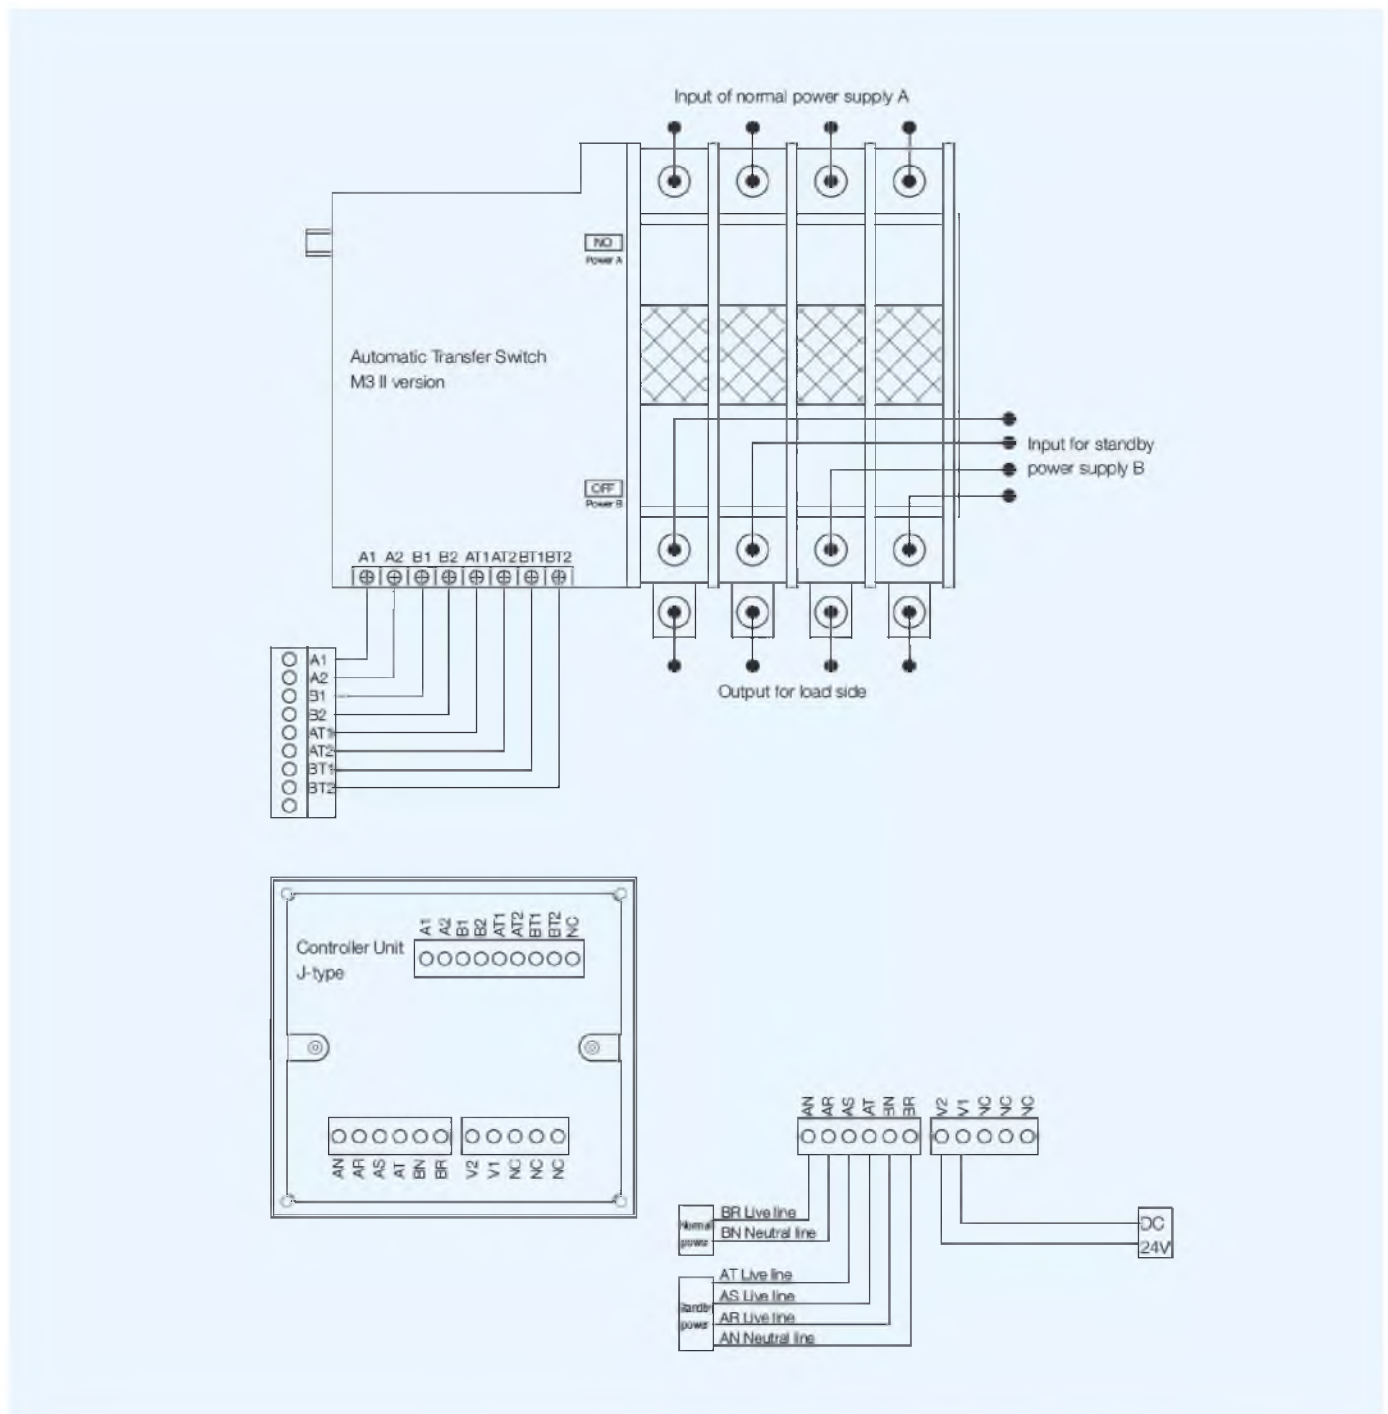 Input of normal power supply A
NO
Power A
Automatic Transfer Switch
M3 II version
Input for standby
power supply B
OFF
Power B
A1 A2 B1 B2 AT1 AT2 BT1 BT2
A1
A2
B1
B2
AT1
AT2
BT1
BT2
Output for load side
A1 A2 B1 B2 AT1 AT2 BT1 BT2 NC
Controller Unit
J-type
AN AR AS AT BN BR V2 V1 NC NC NC
AN AR AS AT BN BR V2 V1 NC NC NC
Normal
power
BR Live line
BN Neutral line
DC
24V
Standby
power
AT Live line
AS Live line
AR Live line
AN Neutral line